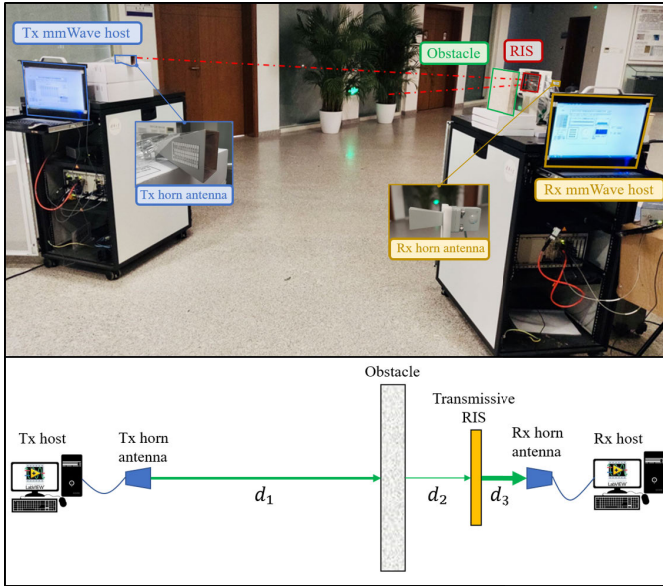 Tx mmWave host
Obstacle
RIS
Tx horn antenna
Rx mmWave host
Rx horn antenna
Obstacle
Transmissive
RIS
Tx host
Tx horn
antenna
Rx horn
antenna
Rx host
LabVIEW
LabVIEW
d₁
d₂
d₃